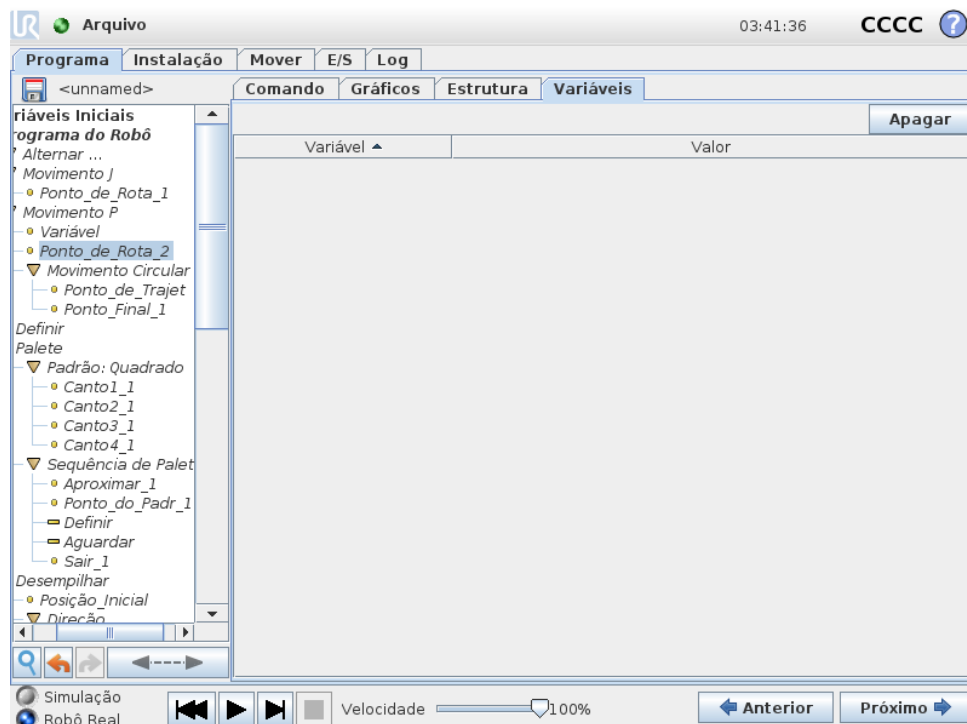 UR Arquivo 03:41:36 CCCC ?
Programa Instalação Mover E/S Log
<unnamed> Comando Gráficos Estrutura Variáveis
riáveis Iniciais
Apagar
rograma do Robô
Variável Valor
Alternar ...
Movimento J
Ponto_de_Rota_1
Movimento P
Variável
Ponto_de_Rota_2
Movimento Circular
Ponto_de_Trajet
Ponto_Final_1
Definir
Palete
Padrão: Quadrado
Canto1_1
Canto2_1
Canto3_1
Canto4_1
Sequência de Palet
Aproximar_1
Ponto_do_Padr_1
Definir
Aguardar
Sair_1
Desempilhar
Posição_Inicial
Direção
Simulação
Robô Real
Velocidade 100%
Anterior Próximo